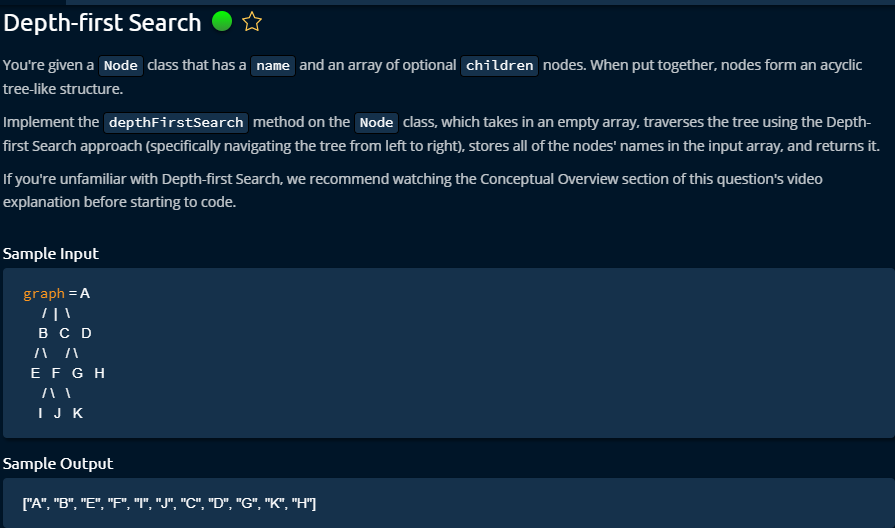 Depth-first Search
You're given a Node class that has a name and an array of optional children nodes. When put together, nodes form an acyclic
tree-like structure.
Implement the depthFirstSearch method on the Node class, which takes in an empty array, traverses the tree using the Depth-
first Search approach (specifically navigating the tree from left to right), stores all of the nodes' names in the input array, and returns it.
If you're unfamiliar with Depth-first Search, we recommend watching the Conceptual Overview section of this question's video
explanation before starting to code.
Sample Input
graph = A
/ | \
B C D
/ \ / \
E F G H
/ \ \
I J K
Sample Output
["A", "B", "E", "F", "I", "J", "C", "D", "G", "K", "H"]